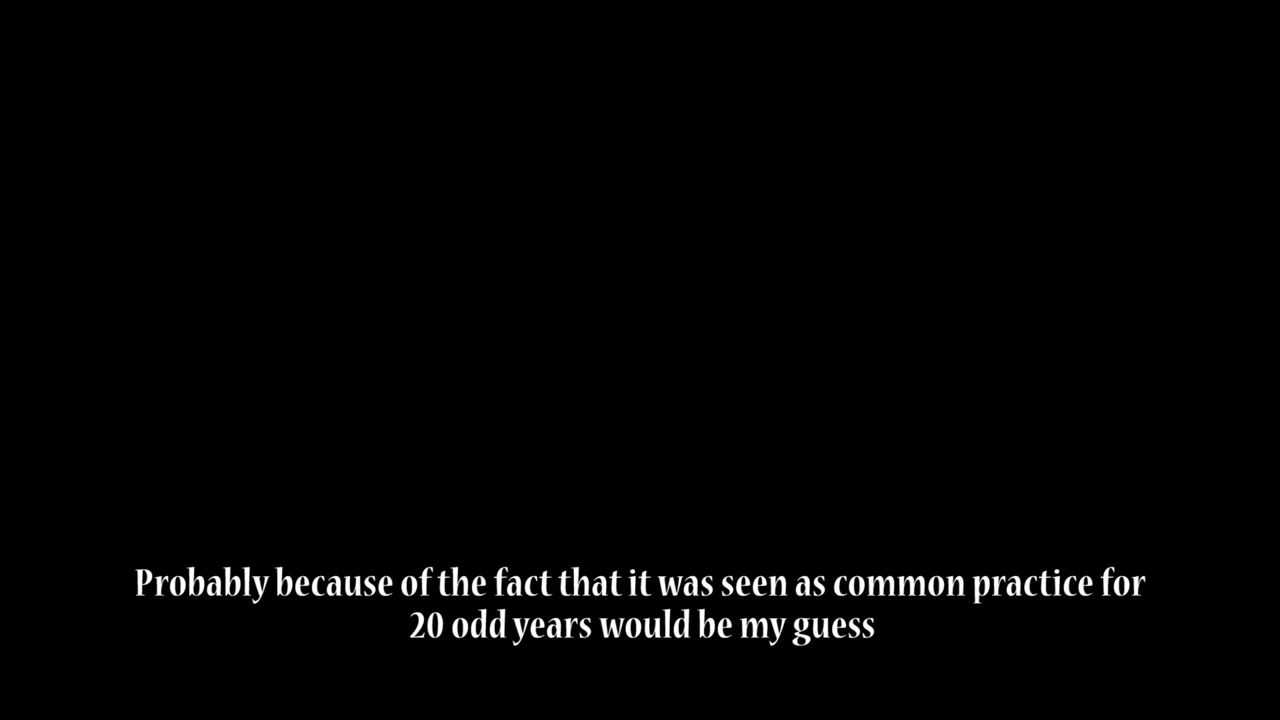 Probably because of the fact that it was seen as common practice for
20 odd years would be my guess